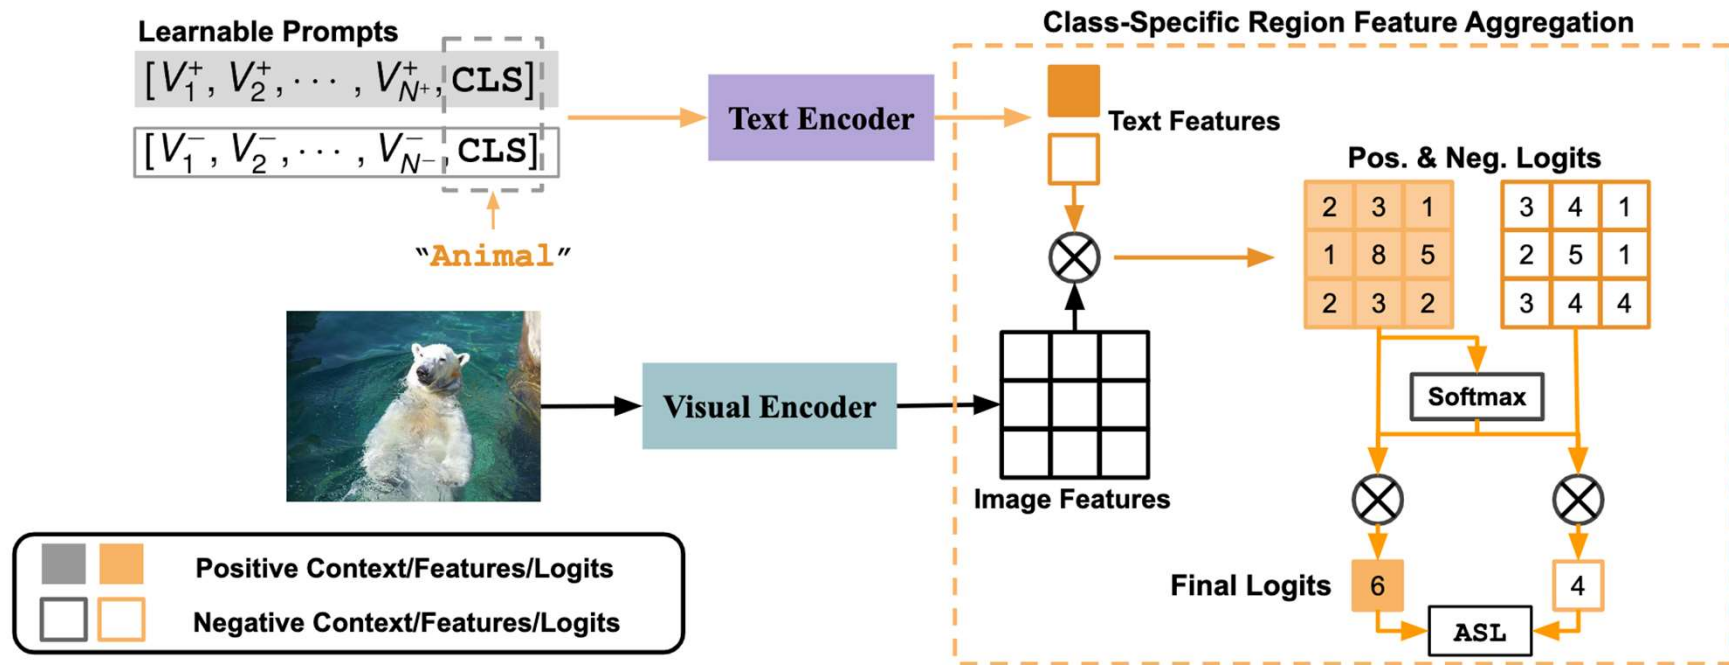 Class-Specific Region Feature Aggregation
Learnable Prompts
[V₁⁺, V₂⁺, ⋯ , V_{N⁺}⁺, CLS]
[V₁⁻, V₂⁻, ⋯ , V_{N⁻}⁻, CLS]
"Animal"
Text Encoder
Text Features
Visual Encoder
Image Features
Pos. & Neg. Logits
2 3 1
1 8 5
2 3 2
3 4 1
2 5 1
3 4 4
Softmax
Final Logits
6
4
ASL
Positive Context/Features/Logits
Negative Context/Features/Logits